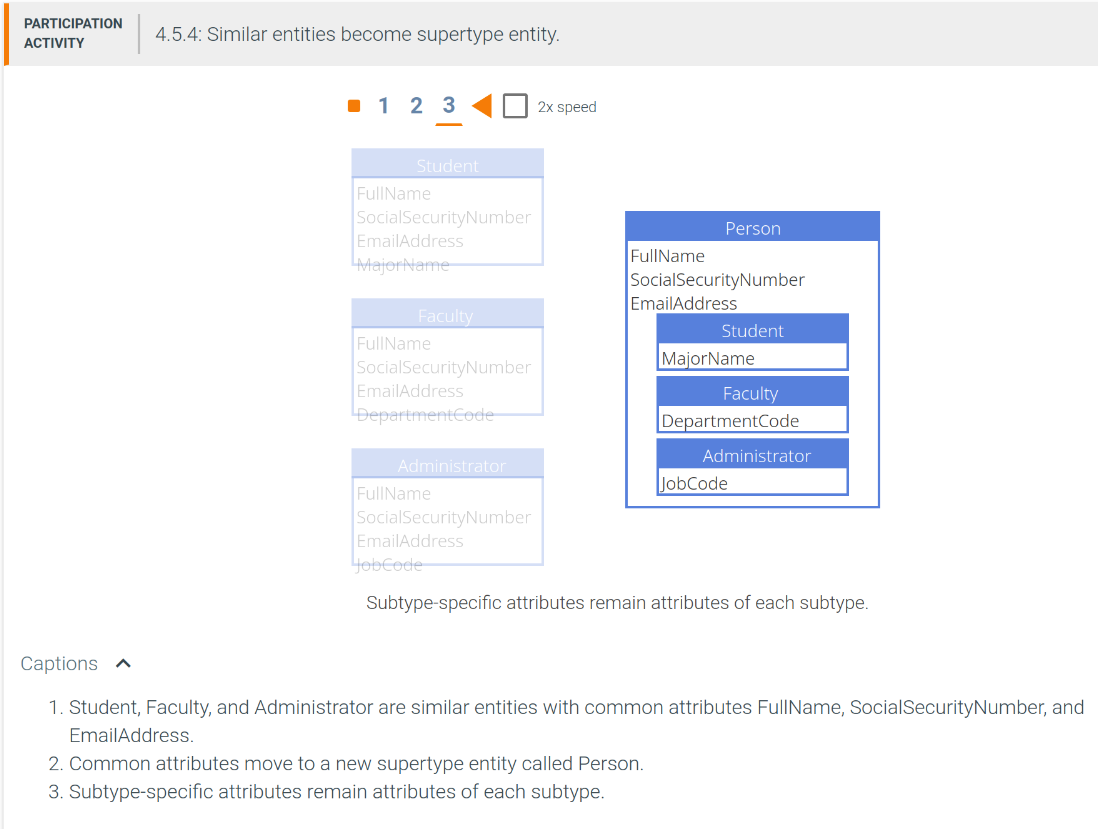 PARTICIPATION
ACTIVITY
4.5.4: Similar entities become supertype entity.
1 2 3 2x speed
Student
FullName
SocialSecurityNumber
EmailAddress
MajorName
Faculty
FullName
SocialSecurityNumber
EmailAddress
DepartmentCode
Administrator
FullName
SocialSecurityNumber
EmailAddress
JobCode
Person
FullName
SocialSecurityNumber
EmailAddress
Student
MajorName
Faculty
DepartmentCode
Administrator
JobCode
Subtype-specific attributes remain attributes of each subtype.
Captions
1. Student, Faculty, and Administrator are similar entities with common attributes FullName, SocialSecurityNumber, and
EmailAddress.
2. Common attributes move to a new supertype entity called Person.
3. Subtype-specific attributes remain attributes of each subtype.